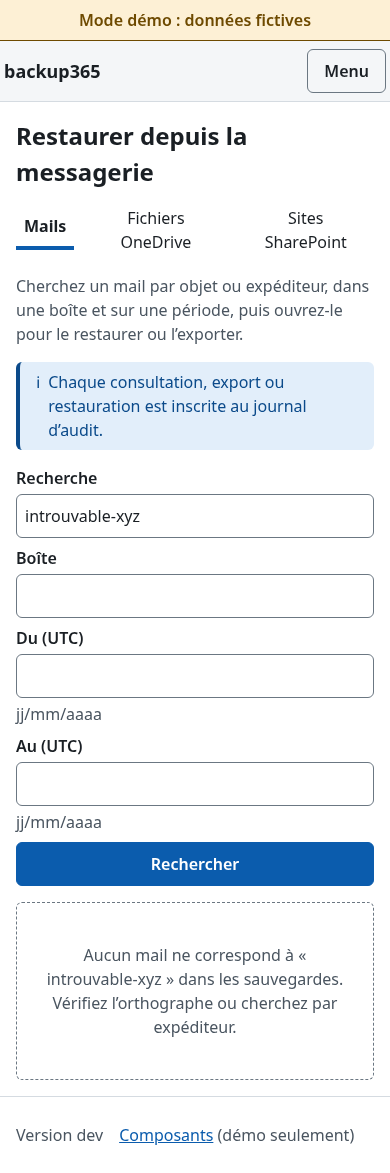 Mode démo : données fictives
backup365
Menu
Restaurer depuis la
messagerie
Mails
Fichiers
OneDrive
Sites
SharePoint
Cherchez un mail par objet ou expéditeur, dans
une boîte et sur une période, puis ouvrez-le
pour le restaurer ou l’exporter.
i Chaque consultation, export ou
restauration est inscrite au journal
d’audit.
Recherche
introuvable-xyz
Boîte
Du (UTC)
jj/mm/aaaa
Au (UTC)
jj/mm/aaaa
Rechercher
Aucun mail ne correspond à «
introuvable-xyz » dans les sauvegardes.
Vérifiez l’orthographe ou cherchez par
expéditeur.
Version dev Composants (démo seulement)